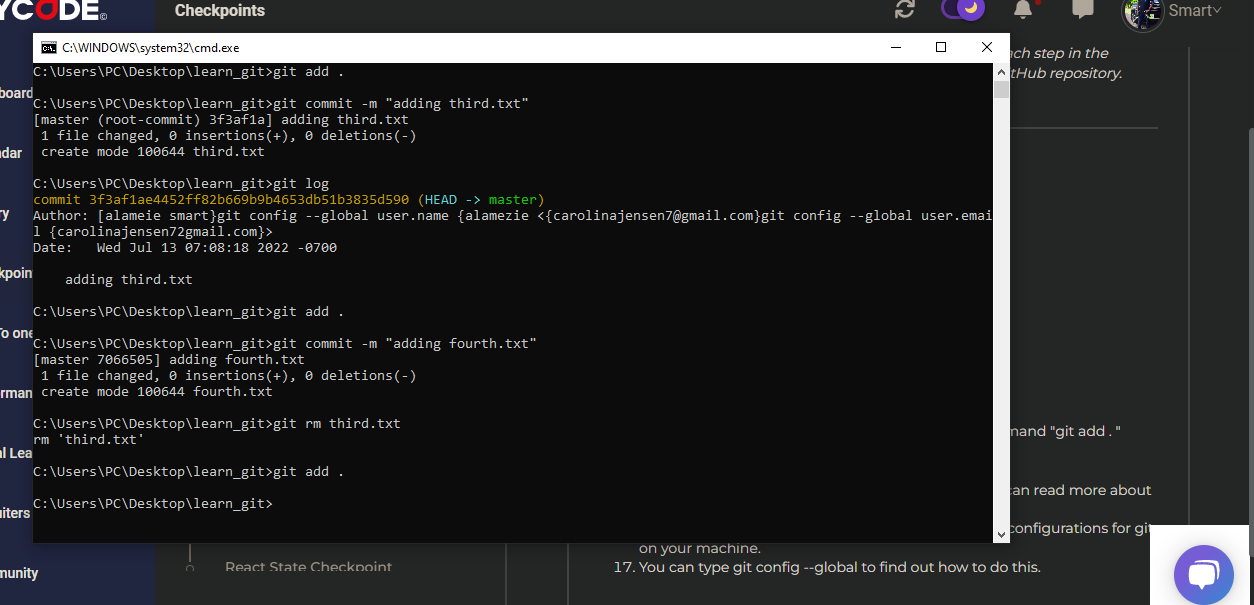 YCODE©
Checkpoints
Smart
C:\WINDOWS\system32\cmd.exe
ach step in the
tHub repository.
board
ndar
ry
kpoin
To one
rman
al Lea
uiters
munity
C:\Users\PC\Desktop\learn_git>git add .
C:\Users\PC\Desktop\learn_git>git commit -m "adding third.txt"
[master (root-commit) 3f3af1a] adding third.txt
 1 file changed, 0 insertions(+), 0 deletions(-)
 create mode 100644 third.txt
C:\Users\PC\Desktop\learn_git>git log
commit 3f3af1ae4452ff82b669b9b4653db51b3835d590 (HEAD -> master)
Author: [alameie smart}git config --global user.name {alamezie <{carolinajensen7@gmail.com}git config --global user.emai
l {carolinajensen72gmail.com}>
Date:   Wed Jul 13 07:08:18 2022 -0700
    adding third.txt
C:\Users\PC\Desktop\learn_git>git add .
C:\Users\PC\Desktop\learn_git>git commit -m "adding fourth.txt"
[master 7066505] adding fourth.txt
 1 file changed, 0 insertions(+), 0 deletions(-)
 create mode 100644 fourth.txt
C:\Users\PC\Desktop\learn_git>git rm third.txt
rm 'third.txt'
C:\Users\PC\Desktop\learn_git>git add .
C:\Users\PC\Desktop\learn_git>
mand "git add . "
can read more about
configurations for git
on your machine.
17. You can type git config --global to find out how to do this.
React State Checkpoint